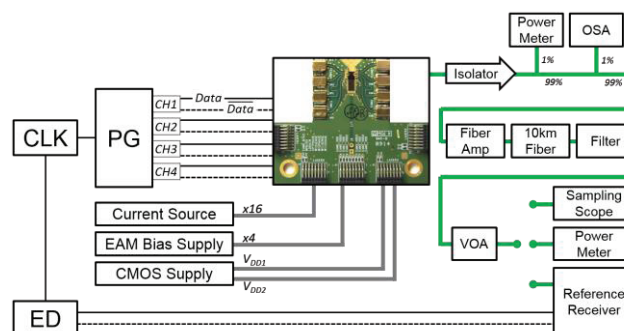 Power Meter
OSA
1%
1%
99%
99%
Isolator
CLK
PG
CH1
CH2
CH3
CH4
Data
Data
Fiber Amp
10km Fiber
Filter
Current Source
x16
EAM Bias Supply
x4
CMOS Supply
VDD1
VDD2
VOA
Sampling Scope
Power Meter
Reference Receiver
ED